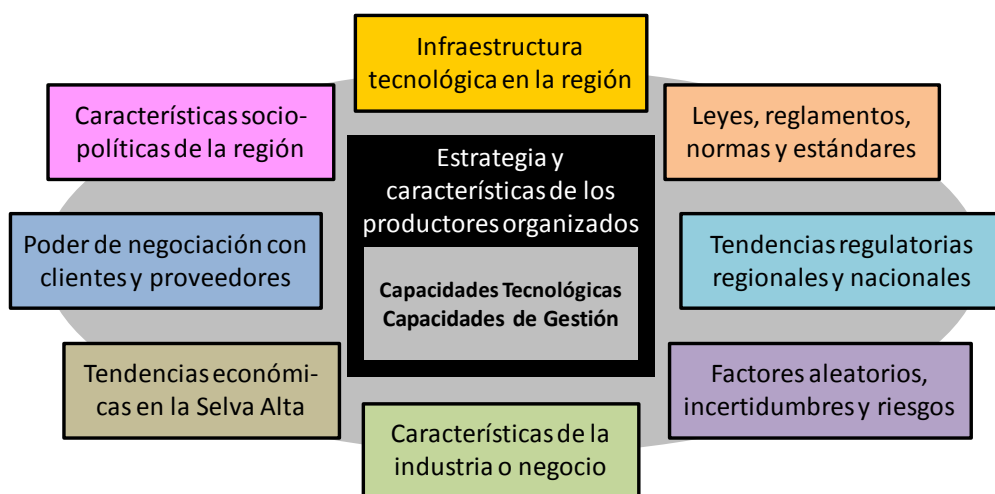 Infraestructura
tecnológica en la región
Características socio-
políticas de la región
Leyes, reglamentos,
normas y estándares
Estrategia y
características de los
productores organizados
Poder de negociación con
clientes y proveedores
Tendencias regulatorias
regionales y nacionales
Capacidades Tecnológicas
Capacidades de Gestión
Tendencias económi-
cas en la Selva Alta
Factores aleatorios,
incertidumbres y riesgos
Características de la
industria o negocio